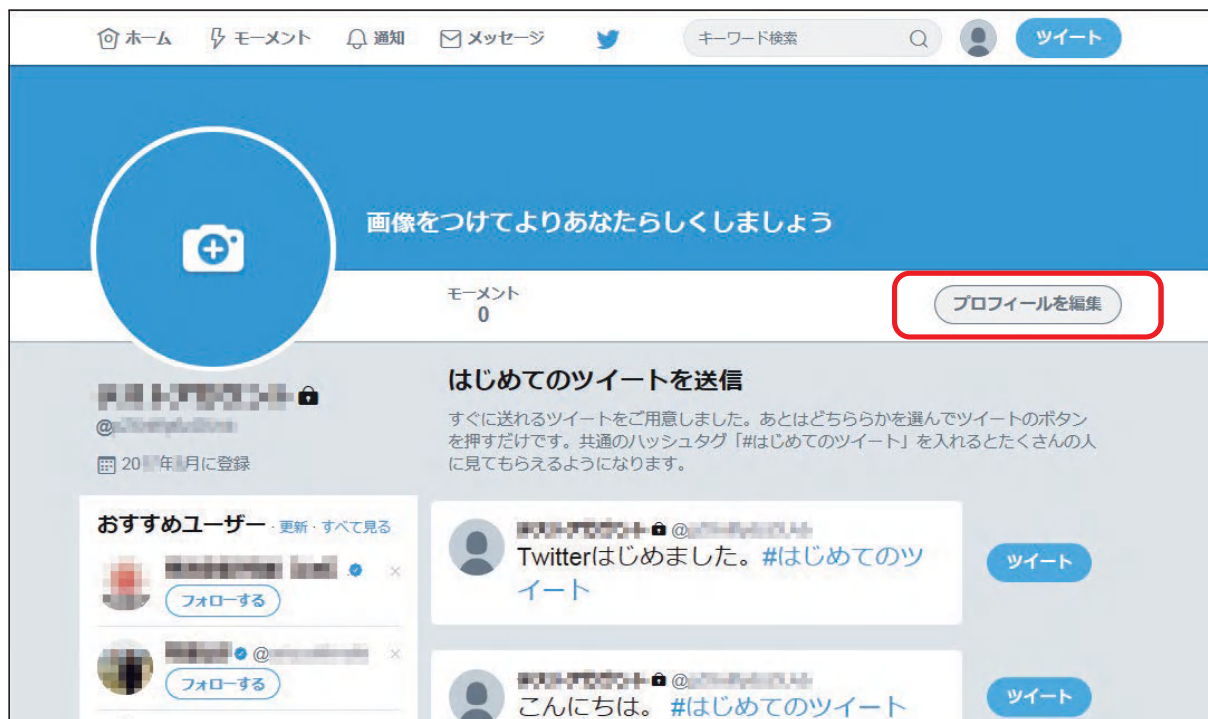 ホーム モーメント 通知 メッセージ キーワード検索 ツイート
画像をつけてよりあなたらしくしましょう
モーメント
0
プロフィールを編集
@
20 年 月に登録
はじめてのツイートを送信
すぐに送れるツイートをご用意しました。あとはどちららかを選んでツイートのボタン
を押すだけです。共通のハッシュタグ「#はじめてのツイート」を入れるとたくさんの人
に見てもらえるようになります。
おすすめユーザー · 更新 · すべて見る
×
フォローする
@ ×
フォローする
@
Twitterはじめました。#はじめてのツ
イート
ツイート
@
こんにちは。 #はじめてのツイート
ツイート